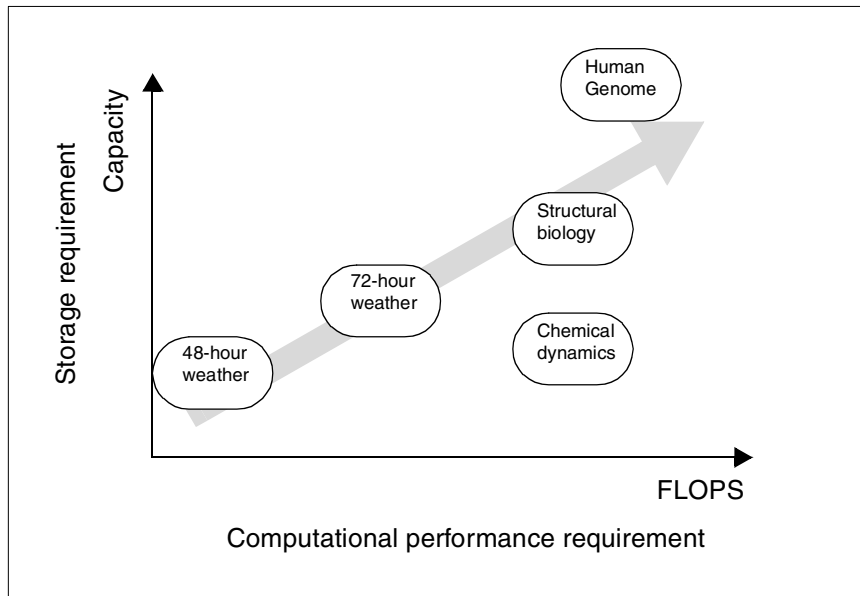 Human
Genome
Capacity
Storage requirement
Structural
biology
72-hour
weather
Chemical
dynamics
48-hour
weather
FLOPS
Computational performance requirement